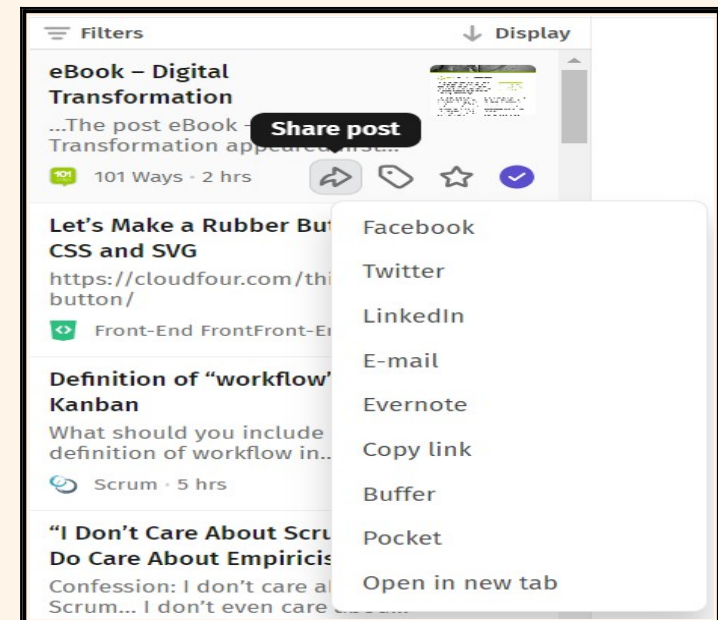 Filters
Display
eBook – Digital
Transformation
...The post eBook -
Transformation appeared first...
Share post
101 Ways · 2 hrs
Let's Make a Rubber But
CSS and SVG
https://cloudfour.com/thi
button/
Front-End FrontFront-E
Definition of “workflow”
Kanban
What should you include
definition of workflow in...
Scrum · 5 hrs
“I Don't Care About Scru
Do Care About Empiricis
Confession: I don't care a
Scrum... I don't even care about...
Facebook
Twitter
LinkedIn
E-mail
Evernote
Copy link
Buffer
Pocket
Open in new tab